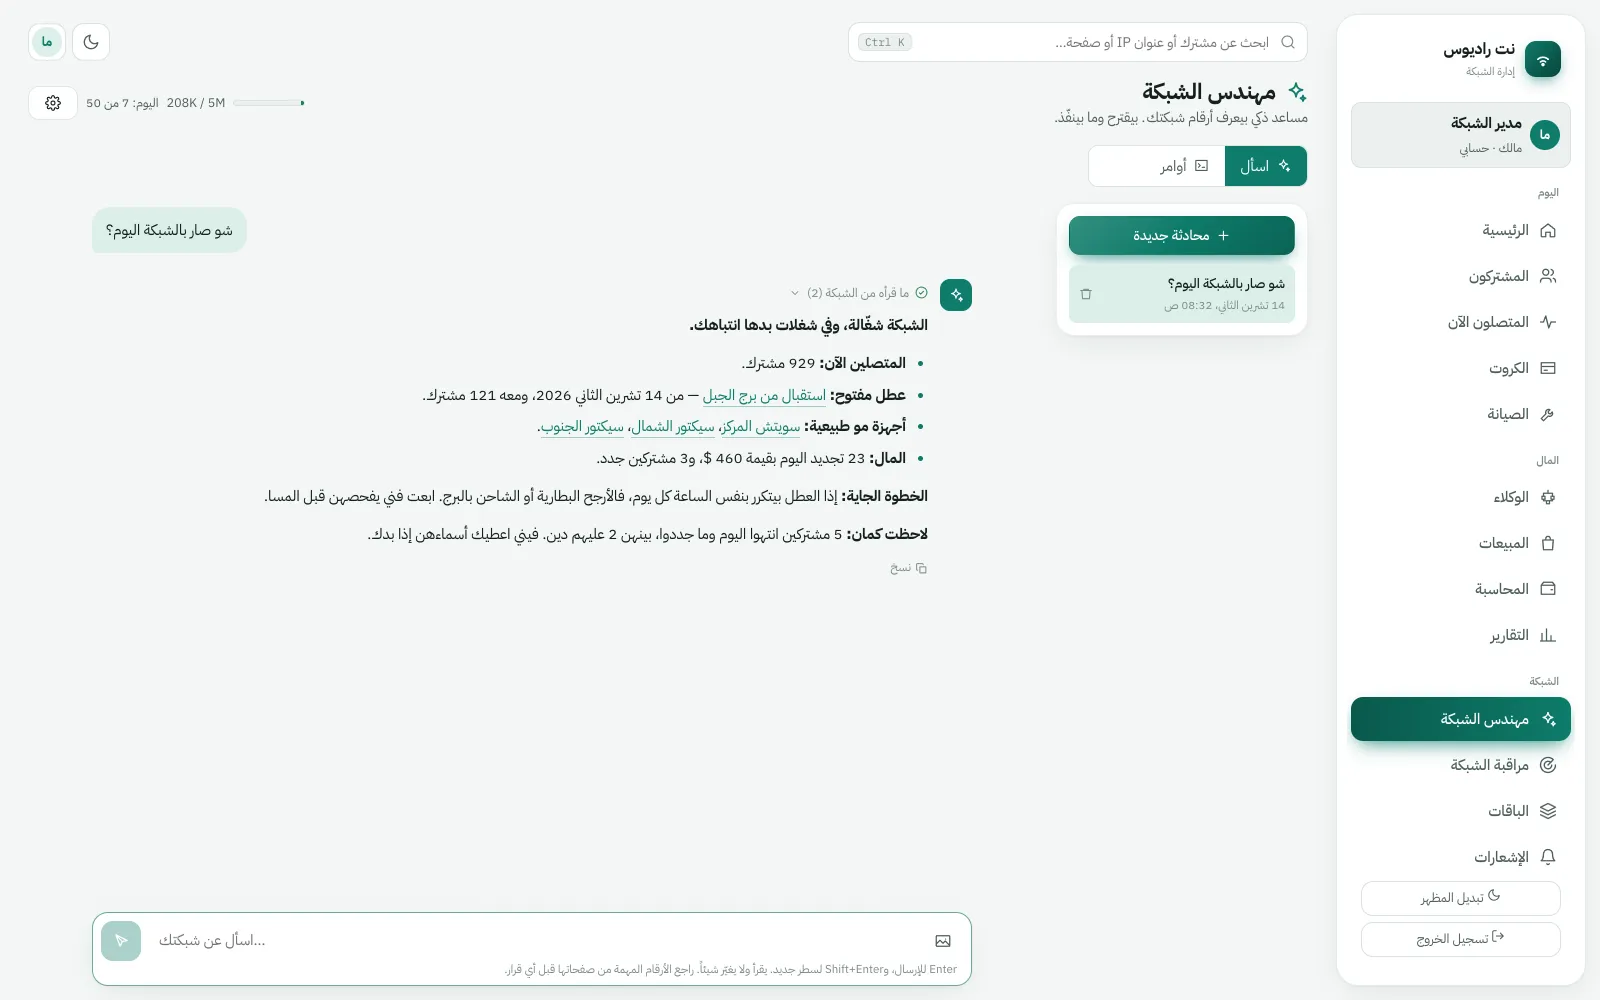 نت راديوس
إدارة الشبكة
ما
مدير الشبكة
مالك · حسابي
اليوم
الرئيسية
المشتركون
المتصلون الآن
الكروت
الصيانة
المال
الوكلاء
المبيعات
المحاسبة
التقارير
الشبكة
مهندس الشبكة
مراقبة الشبكة
الباقات
الإشعارات
تبديل المظهر
تسجيل الخروج
ابحث عن مشترك أو عنوان IP أو صفحة...
Ctrl K
ما
مهندس الشبكة
مساعد ذكي بيعرف أرقام شبكتك. بيقترح وما بينفّذ.
208K / 5M
اليوم: 7 من 50
اسأل
أوامر
+ محادثة جديدة
شو صار بالشبكة اليوم؟
14 تشرين الثاني، 08:32 ص
شو صار بالشبكة اليوم؟
ما قرأه من الشبكة (2)
الشبكة شغّالة، وفي شغلات بدها انتباهك.
• المتصلين الآن: 929 مشترك.
• عطل مفتوح: استقبال من برج الجبل — من 14 تشرين الثاني 2026، ومعه 121 مشترك.
• أجهزة مو طبيعية: سويتش المركز، سيكتور الشمال، سيكتور الجنوب.
• المال: 23 تجديد اليوم بقيمة 460 $، و3 مشتركين جدد.
الخطوة الجاية: إذا العطل بيتكرر بنفس الساعة كل يوم، فالأرجح البطارية أو الشاحن بالبرج. ابعت فني يفحصهن قبل المسا.
لاحظت كمان: 5 مشتركين انتهوا اليوم وما جددوا، بينهن 2 عليهم دين. فيني اعطيك أسماءهن إذا بدك.
نسخ
اسأل عن شبكتك...
Enter للإرسال، وShift+Enter لسطر جديد. يقرأ ولا يغيّر شيئاً. راجع الأرقام المهمة من صفحاتها قبل أي قرار.